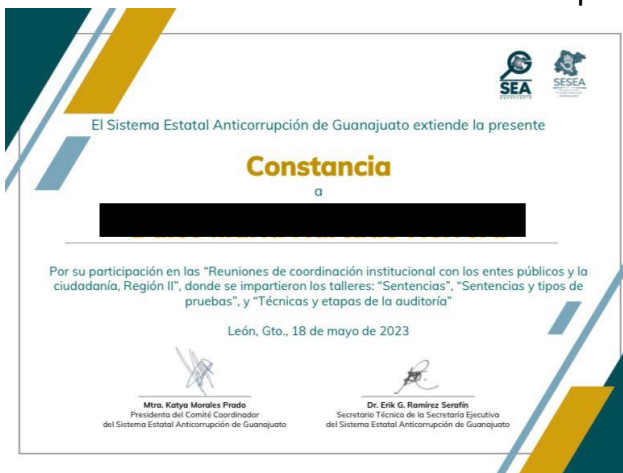 SEA
SESEA
El Sistema Estatal Anticorrupción de Guanajuato extiende la presente
Constancia
a
Por su participación en las “Reuniones de coordinación institucional con los entes públicos y la
ciudadanía, Región II”, donde se impartieron los talleres: “Sentencias”, “Sentencias y tipos de
pruebas”, y “Técnicas y etapas de la auditoría”
León, Gto., 18 de mayo de 2023
Mtra. Katya Morales Prado
Presidenta del Comité Coordinador
del Sistema Estatal Anticorrupción de Guanajuato
Dr. Erik G. Ramírez Serafín
Secretario Técnico de la Secretaría Ejecutiva
del Sistema Estatal Anticorrupción de Guanajuato